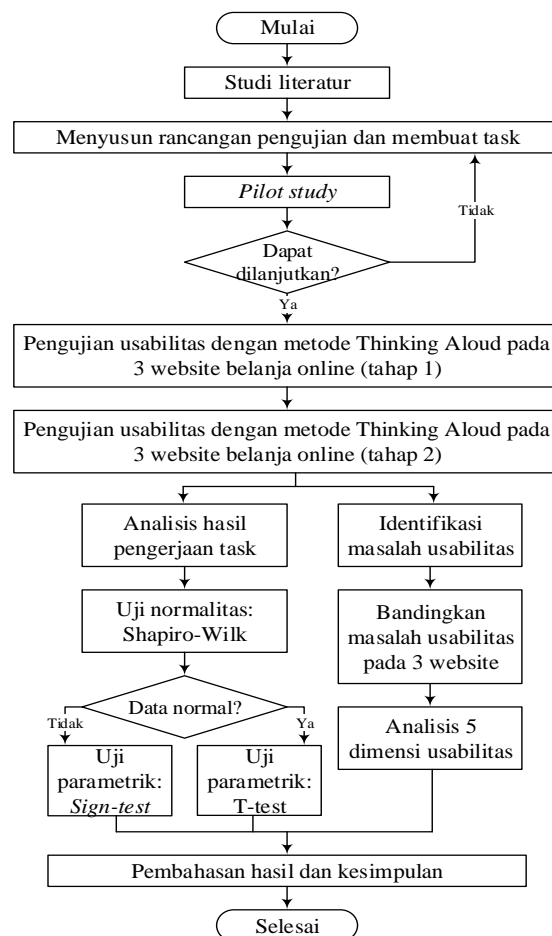 Mulai
Studi literatur
Menyusun rancangan pengujian dan membuat task
Pilot study
Tidak
Dapat
dilanjutkan?
Ya
Pengujian usabilitas dengan metode Thinking Aloud pada
3 website belanja online (tahap 1)
Pengujian usabilitas dengan metode Thinking Aloud pada
3 website belanja online (tahap 2)
Analisis hasil
pengerjaan task
Identifikasi
masalah usabilitas
Uji normalitas:
Shapiro-Wilk
Bandingkan
masalah usabilitas
pada 3 website
Data normal?
Tidak
Ya
Analisis 5
dimensi usabilitas
Uji
parametrik:
Sign-test
Uji
parametrik:
T-test
Pembahasan hasil dan kesimpulan
Selesai